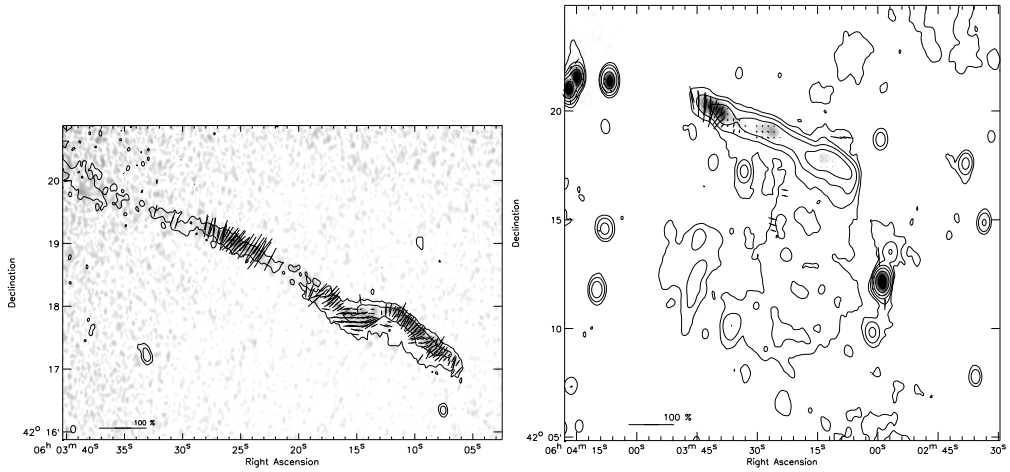 Declination
20
19
18
17
42° 16'
100 %
06ʰ 03ᵐ 40ˢ
35ˢ
30ˢ
25ˢ
20ˢ
15ˢ
10ˢ
05ˢ
Right Ascension
Declination
20
15
10
42° 05'
100 %
06ʰ 04ᵐ 15ˢ
00ˢ
03ᵐ 45ˢ
30ˢ
15ˢ
00ˢ
02ᵐ 45ˢ
30ˢ
Right Ascension